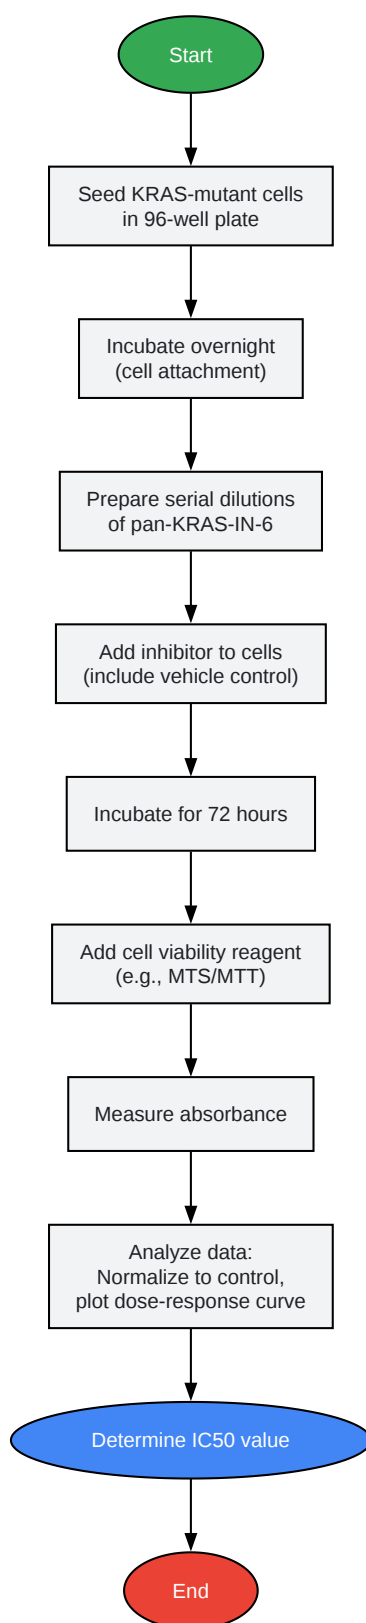 Start
Seed KRAS-mutant cells
in 96-well plate
Incubate overnight
(cell attachment)
Prepare serial dilutions
of pan-KRAS-IN-6
Add inhibitor to cells
(include vehicle control)
Incubate for 72 hours
Add cell viability reagent
(e.g., MTS/MTT)
Measure absorbance
Analyze data:
Normalize to control,
plot dose-response curve
Determine IC50 value
End